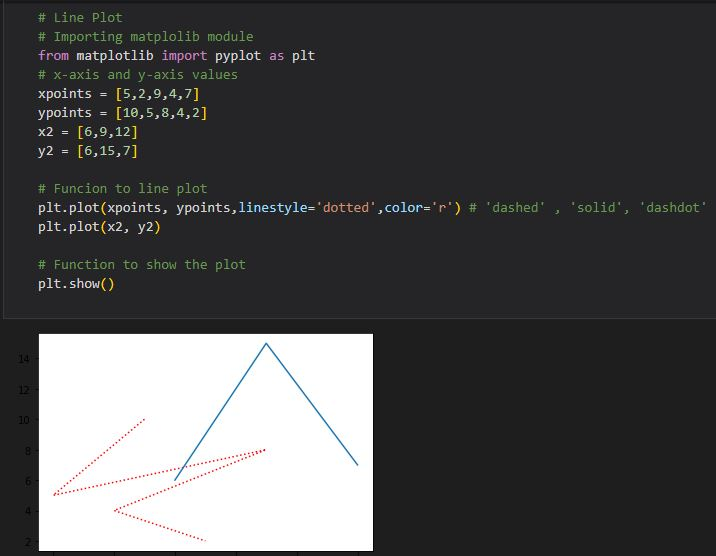 # Line Plot
# Importing matplolib module
from matplotlib import pyplot as plt
# x-axis and y-axis values
xpoints = [5,2,9,4,7]
ypoints = [10,5,8,4,2]
x2 = [6,9,12]
y2 = [6,15,7]
# Funcion to line plot
plt.plot(xpoints, ypoints,linestyle='dotted',color='r') # 'dashed' , 'solid', 'dashdot'
plt.plot(x2, y2)
# Function to show the plot
plt.show()
14
12
10
8
6
4
2